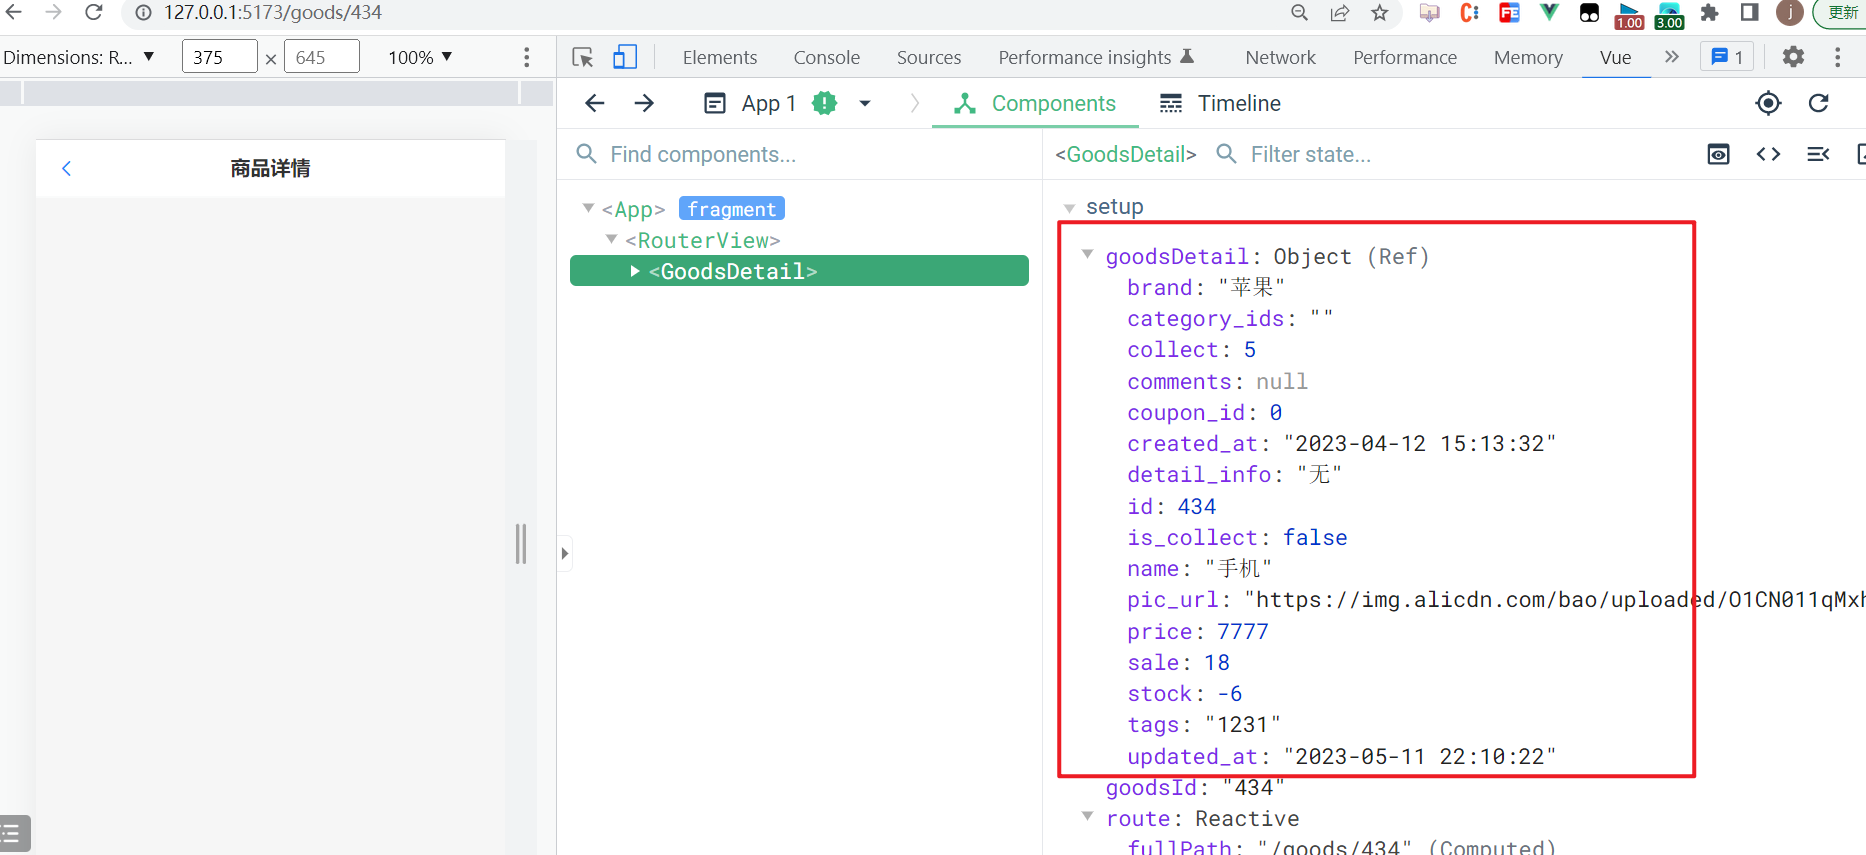 127.0.0.1:5173/goods/434
1.00
3.00
j
更新
Dimensions: R... ▼
375 × 645
100% ▼
Elements
Console
Sources
Performance insights
Network
Performance
Memory
Vue
1
App 1
Components
Timeline
商品详情
Find components...
<GoodsDetail>
Filter state...
<App> fragment
<RouterView>
<GoodsDetail>
setup
goodsDetail: Object (Ref)
brand: "苹果"
category_ids: ""
collect: 5
comments: null
coupon_id: 0
created_at: "2023-04-12 15:13:32"
detail_info: "无"
id: 434
is_collect: false
name: "手机"
pic_url: "https://img.alicdn.com/bao/uploaded/O1CN011qMxh
price: 7777
sale: 18
stock: -6
tags: "1231"
updated_at: "2023-05-11 22:10:22"
goodsId: "434"
route: Reactive
fullPath: "/goods/434" (Computed)